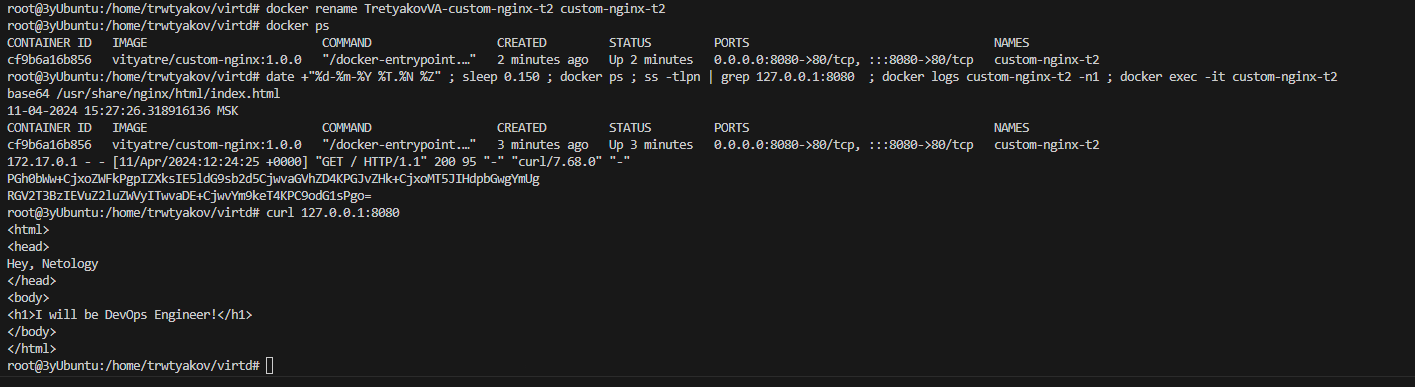 root@3yUbuntu:/home/trwtyakov/virtd# docker rename TretyakovVA-custom-nginx-t2 custom-nginx-t2
root@3yUbuntu:/home/trwtyakov/virtd# docker ps
CONTAINER ID   IMAGE                         COMMAND                  CREATED         STATUS         PORTS                                   NAMES
cf9b6a16b856   vityatre/custom-nginx:1.0.0   "/docker-entrypoint.…"   2 minutes ago   Up 2 minutes   0.0.0.0:8080->80/tcp, :::8080->80/tcp   custom-nginx-t2
root@3yUbuntu:/home/trwtyakov/virtd# date +"%d-%m-%Y %T.%N %Z" ; sleep 0.150 ; docker ps ; ss -tlpn | grep 127.0.0.1:8080  ; docker logs custom-nginx-t2 -n1 ; docker exec -it custom-nginx-t2
base64 /usr/share/nginx/html/index.html
11-04-2024 15:27:26.318916136 MSK
CONTAINER ID   IMAGE                         COMMAND                  CREATED         STATUS         PORTS                                   NAMES
cf9b6a16b856   vityatre/custom-nginx:1.0.0   "/docker-entrypoint.…"   3 minutes ago   Up 3 minutes   0.0.0.0:8080->80/tcp, :::8080->80/tcp   custom-nginx-t2
172.17.0.1 - - [11/Apr/2024:12:24:25 +0000] "GET / HTTP/1.1" 200 95 "-" "curl/7.68.0" "-"
PGh0bWw+CjxoZWFkPgpIZXksIE5ldG9sb2d5CjwvaGVhZD4KPGJvZHk+CjxoMT5JIHdpbGwgYmUg
RGV2T3BzIEVuZ2luZWVyITwvaDE+CjwvYm9keT4KPC9odG1sPgo=
root@3yUbuntu:/home/trwtyakov/virtd# curl 127.0.0.1:8080
<html>
<head>
Hey, Netology
</head>
<body>
<h1>I will be DevOps Engineer!</h1>
</body>
</html>
root@3yUbuntu:/home/trwtyakov/virtd#